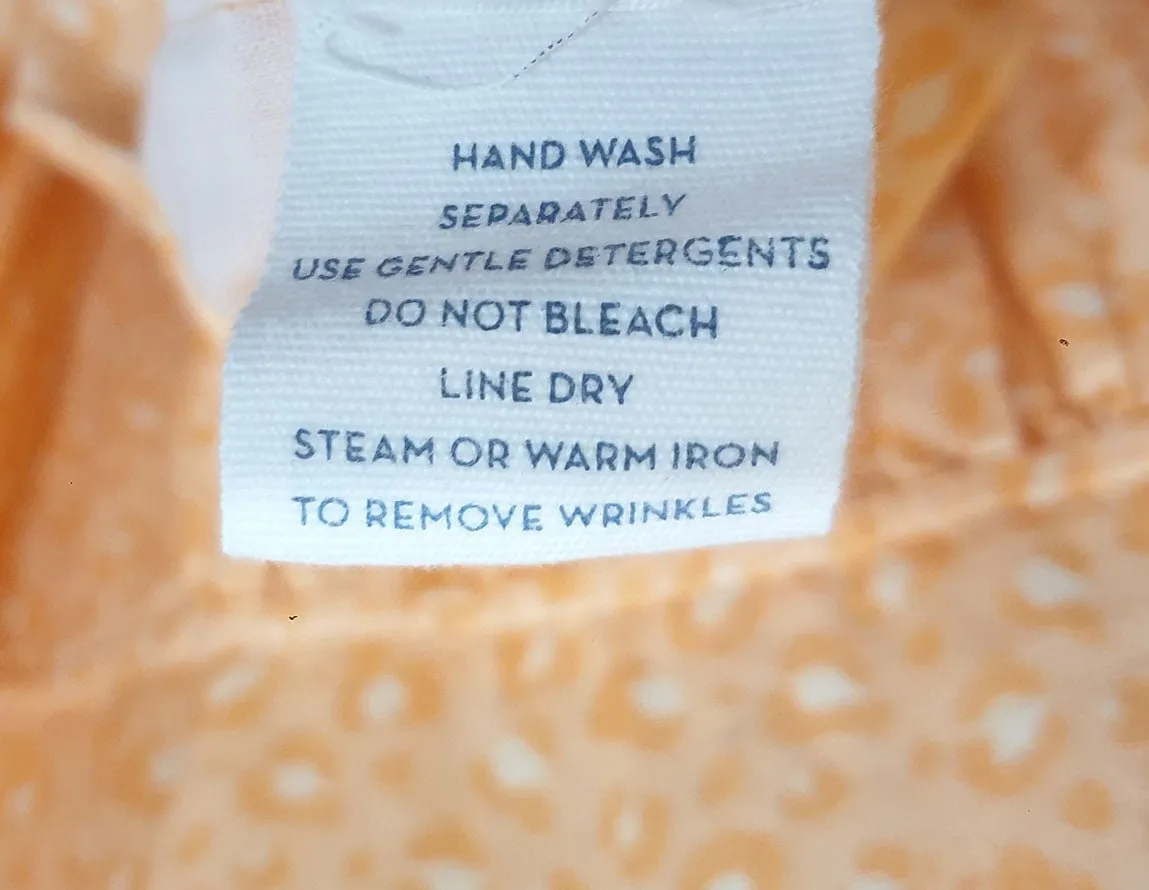 HAND WASH
SEPARATELY
USE GENTLE DETERGENTS
DO NOT BLEACH
LINE DRY
STEAM OR WARM IRON
TO REMOVE WRINKLES